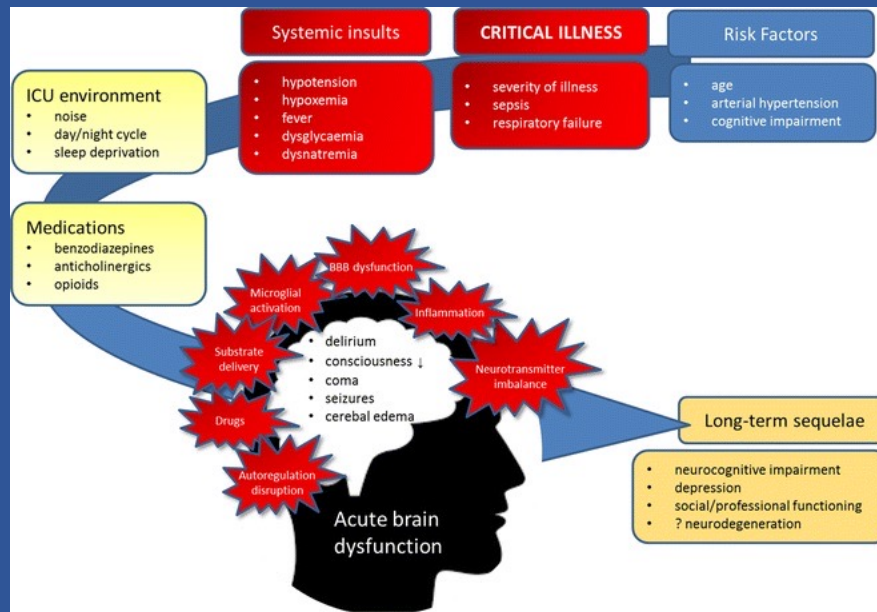 Systemic insults
CRITICAL ILLNESS
Risk Factors
• hypotension
• hypoxemia
• fever
• dysglycaemia
• dysnatremia
• severity of illness
• sepsis
• respiratory failure
• age
• arterial hypertension
• cognitive impairment
ICU environment
• noise
• day/night cycle
• sleep deprivation
Medications
• benzodiazepines
• anticholinergics
• opioids
BBB dysfunction
Microglial
activation
Inflammation
Substrate
delivery
Neurotransmitter
imbalance
Drugs
Autoregulation
disruption
• delirium
• consciousness ↓
• coma
• seizures
• cerebal edema
Acute brain
dysfunction
Long-term sequelae
• neurocognitive impairment
• depression
• social/professional functioning
• ? neurodegeneration